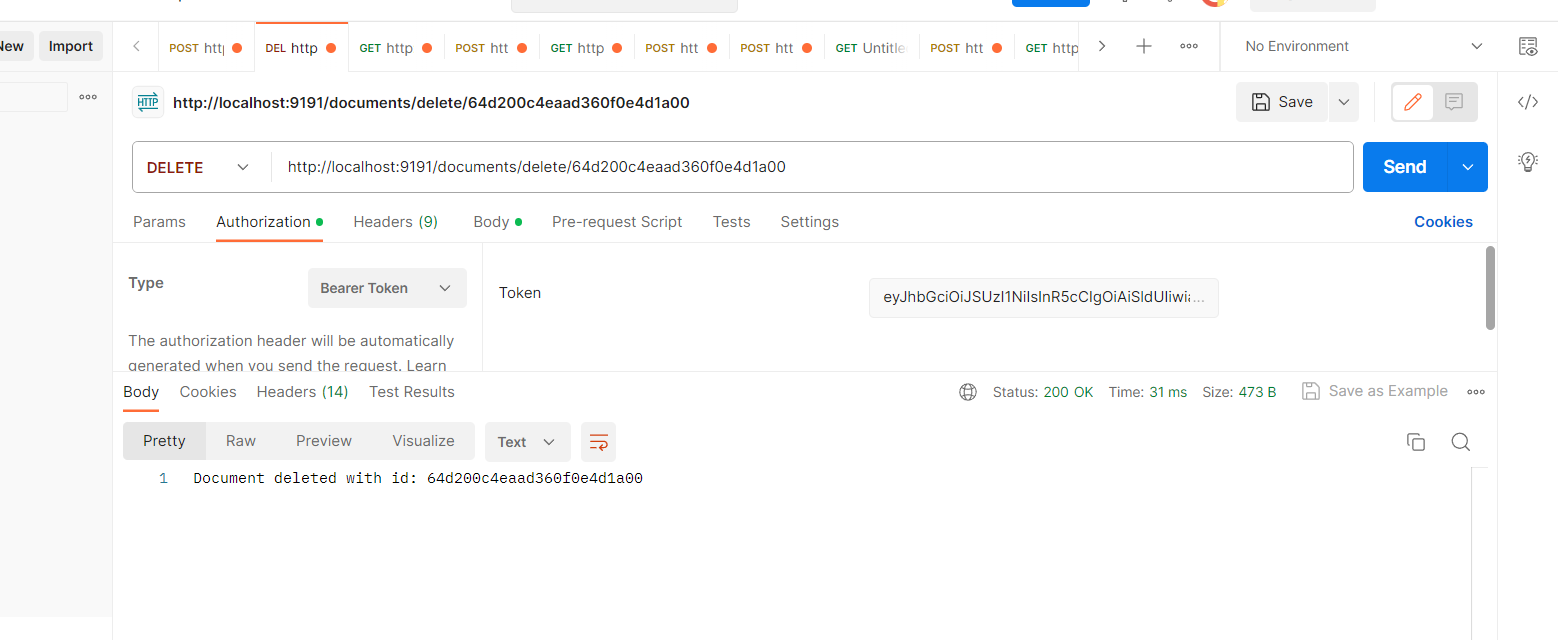 New Import
POST http DEL http GET http POST htt GET http POST htt POST htt GET Untitle POST htt GET http No Environment
HTTP http://localhost:9191/documents/delete/64d200c4eaad360f0e4d1a00 Save
DELETE http://localhost:9191/documents/delete/64d200c4eaad360f0e4d1a00 Send
Params Authorization Headers (9) Body Pre-request Script Tests Settings Cookies
Type Bearer Token Token eyJhbGciOiJSUzI1NiIsInR5cCIgOiAiSldUIiwia...
The authorization header will be automatically
generated when you send the request. Learn
Body Cookies Headers (14) Test Results Status: 200 OK Time: 31 ms Size: 473 B Save as Example
Pretty Raw Preview Visualize Text
1 Document deleted with id: 64d200c4eaad360f0e4d1a00